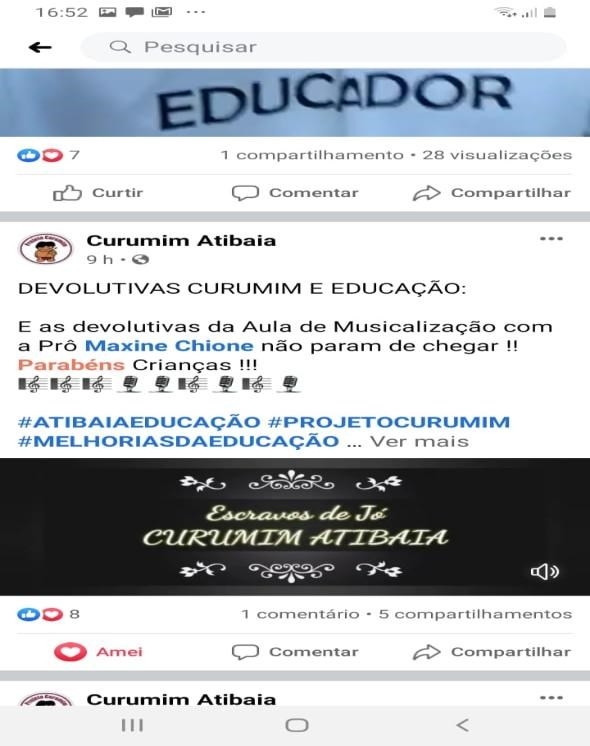 16:52
Pesquisar
EDUCADOR
7
1 compartilhamento • 28 visualizações
Curtir
Comentar
Compartilhar
Curumim Atibaia
9 h •
DEVOLUTIVAS CURUMIM E EDUCAÇÃO:
E as devolutivas da Aula de Musicalização com
a Prô Maxine Chione não param de chegar !!
Parabéns Crianças !!!
#ATIBAIAEDUCAÇÃO #PROJETOCURUMIM
#MELHORIASDAEDUCAÇÃO ... Ver mais
Escravos de Jó
CURUMIM ATIBAIA
8
1 comentário • 5 compartilhamentos
Amei
Comentar
Compartilhar
Curumim Atibaia